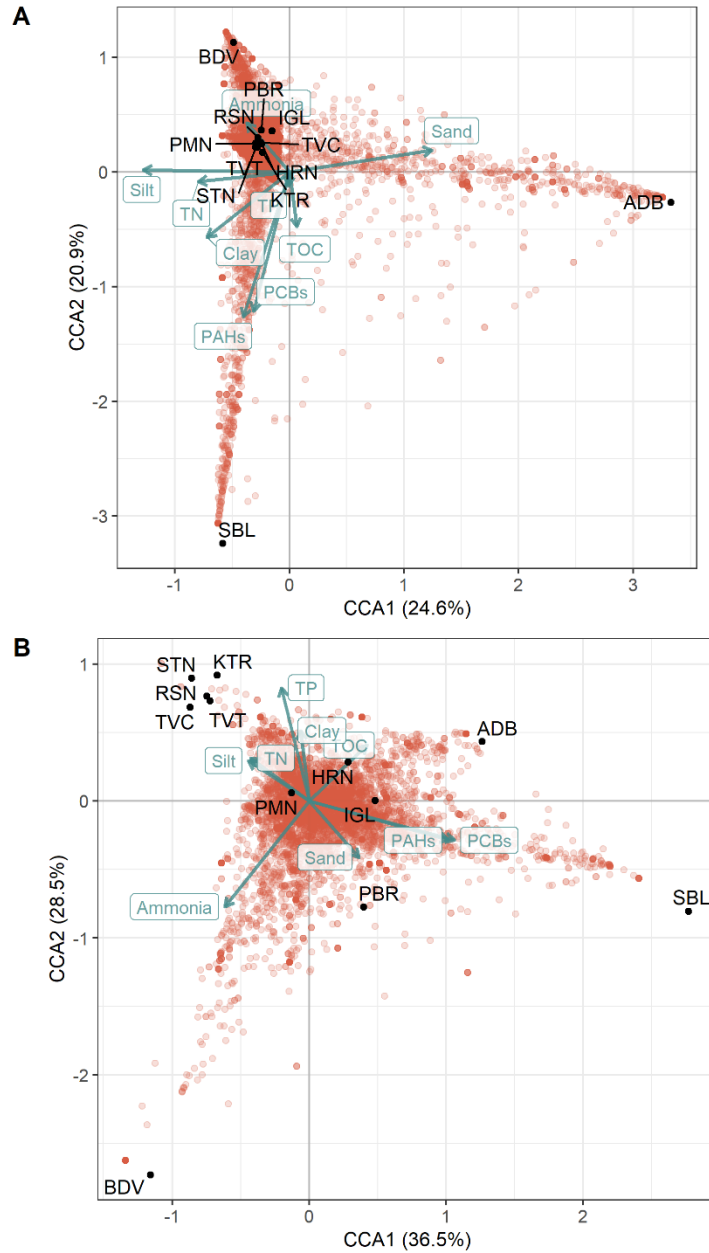 A
BDV
PBR
Ammonia
RSN
IGL
Sand
PMN
TVC
Silt
TVT
HRN
STN
KTR
TN
ADB
Clay
TOC
PCBs
PAHs
SBL
1
0
-1
-2
-3
CCA2 (20.9%)
-1
0
1
2
3
CCA1 (24.6%)
B
STN
KTR
RSN
TP
TVC
TVT
Clay
ADB
TN
TOC
Silt
HRN
PMN
IGL
PAHs
PCBs
Sand
PBR
Ammonia
SBL
BDV
1
0
-1
-2
CCA2 (28.5%)
-1
0
1
2
CCA1 (36.5%)